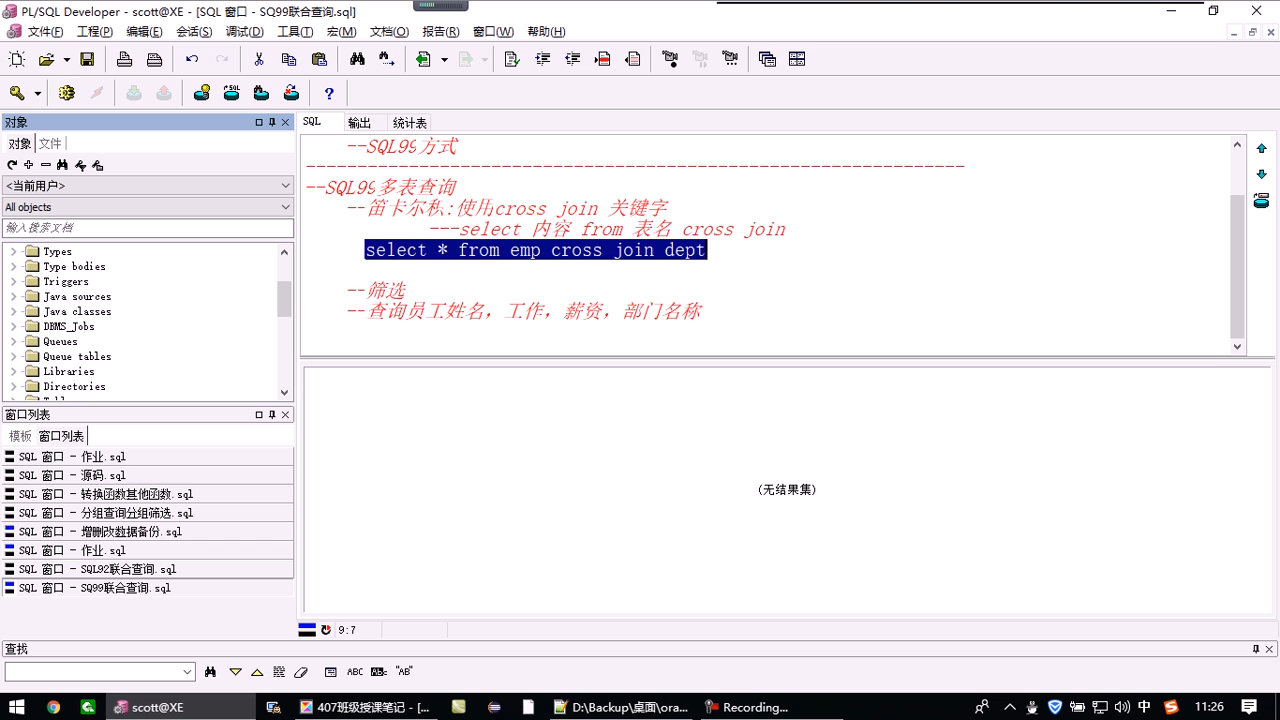 PL/SQL Developer - scott@XE - [SQL 窗口 - SQ99联合查询.sql]
文件(F) 工程(P) 编辑(E) 会话(S) 调试(D) 工具(T) 宏(M) 文档(O) 报告(R) 窗口(W) 帮助(H)
SQL
?
对象
对象 文件
<当前用户>
All objects
输入搜索文档
Types
Type bodies
Triggers
Java sources
Java classes
DBMS_Jobs
Queues
Queue tables
Libraries
Directories
窗口列表
模板 窗口列表
SQL 窗口 - 作业.sql
SQL 窗口 - 源码.sql
SQL 窗口 - 转换函数其他函数.sql
SQL 窗口 - 分组查询分组筛选.sql
SQL 窗口 - 增删改数据备份.sql
SQL 窗口 - 作业.sql
SQL 窗口 - SQL92联合查询.sql
SQL 窗口 - SQ99联合查询.sql
SQL 输出 统计表
--SQL99方式
----------------------------------------------------------------
--SQL99多表查询
--笛卡尔积:使用cross join 关键字
---select 内容 from 表名 cross join
select * from emp cross join dept
--筛选
--查询员工姓名，工作，薪资，部门名称
(无结果集)
9:7
查找
ABC "AB"
scott@XE
407班级授课笔记 - [...
D:\Backup\桌面\ora...
Recording...
中
11:26